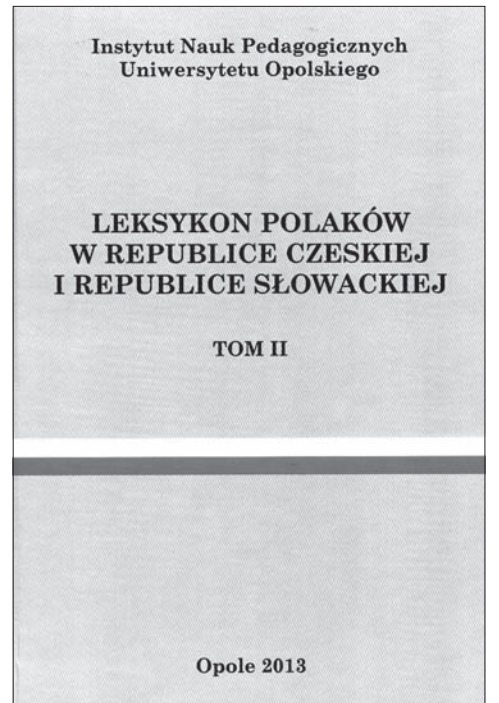 Instytut Nauk Pedagogicznych
Uniwersytetu Opolskiego
LEKSYKON POLAKÓW
W REPUBLICE CZESKIEJ
I REPUBLICE SŁOWACKIEJ
TOM II
Opole 2013